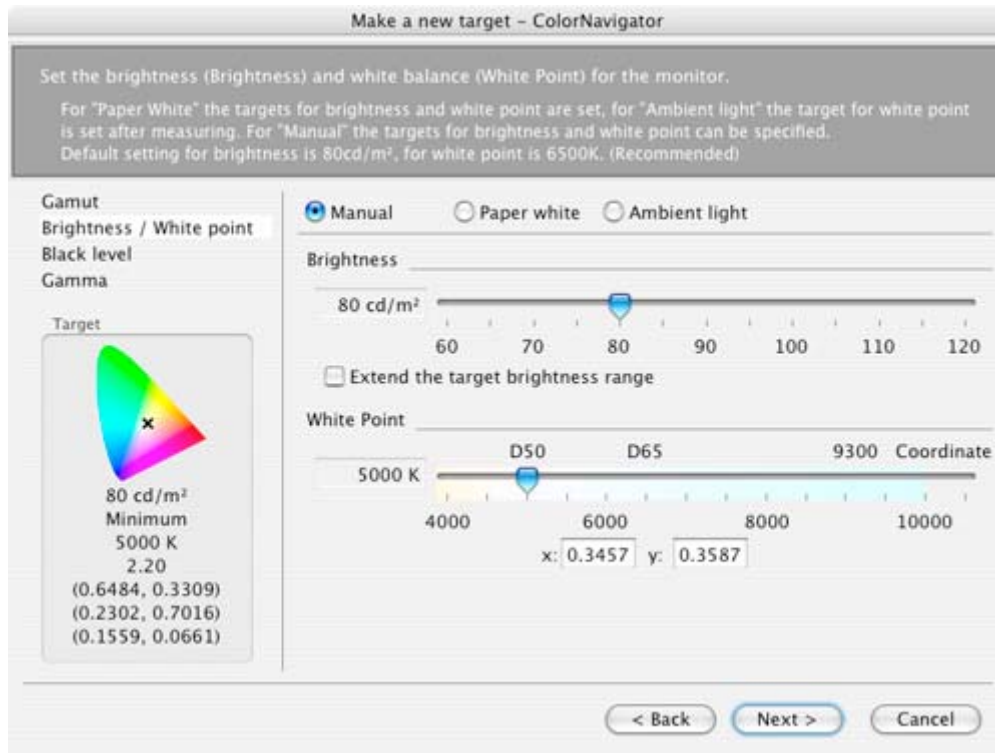 Make a new target – ColorNavigator
Set the brightness (Brightness) and white balance (White Point) for the monitor.
For "Paper White" the targets for brightness and white point are set, for "Ambient light" the target for white point
is set after measuring. For "Manual" the targets for brightness and white point can be specified.
Default setting for brightness is 80cd/m², for white point is 6500K. (Recommended)
Gamut
Brightness / White point
Black level
Gamma
Target
80 cd/m²
Minimum
5000 K
2.20
(0.6484, 0.3309)
(0.2302, 0.7016)
(0.1559, 0.0661)
Manual Paper white Ambient light
Brightness
80 cd/m²
60 70 80 90 100 110 120
Extend the target brightness range
White Point
D50 D65 9300 Coordinate
5000 K
4000 6000 8000 10000
x: 0.3457 y: 0.3587
< Back Next > Cancel